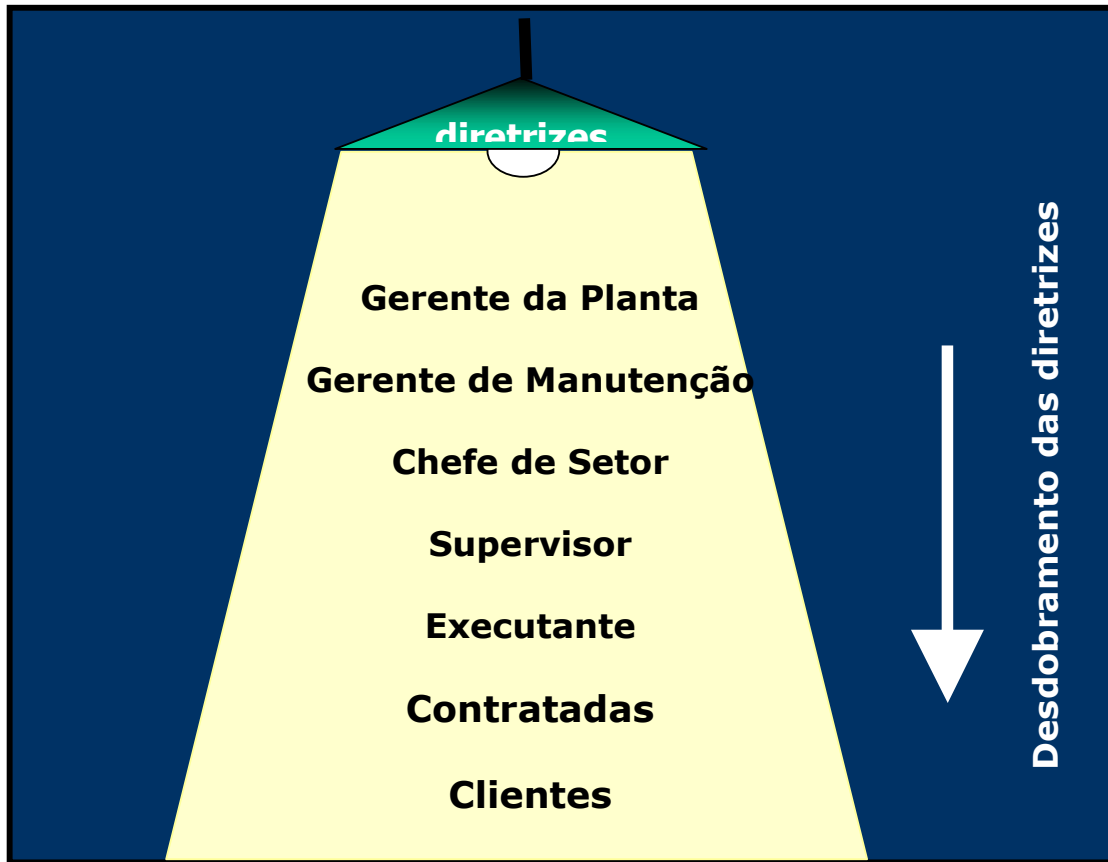 diretrizes
Gerente da Planta
Gerente de Manutenção
Chefe de Setor
Supervisor
Executante
Contratadas
Clientes
Desdobramento das diretrizes